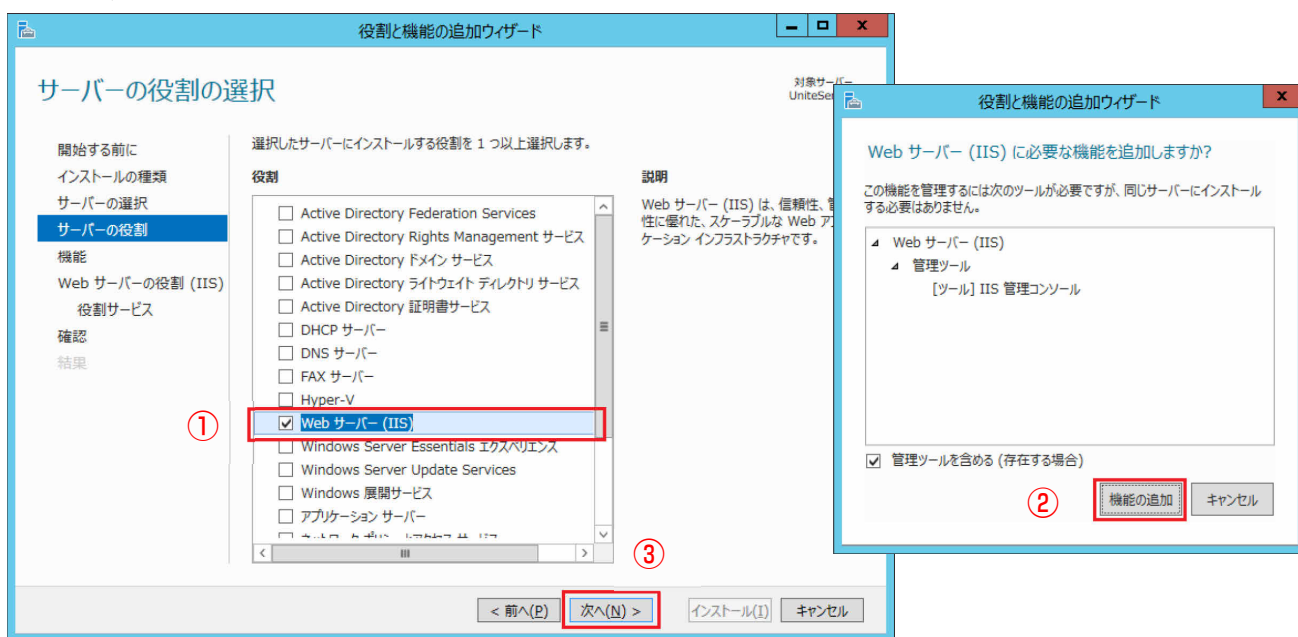 役割と機能の追加ウィザード
サーバーの役割の選択
対象サーバー
UniteSer
開始する前に
インストールの種類
サーバーの選択
サーバーの役割
機能
Web サーバーの役割 (IIS)
役割サービス
確認
結果
選択したサーバーにインストールする役割を 1 つ以上選択します。
役割
Active Directory Federation Services
Active Directory Rights Management サービス
Active Directory ドメイン サービス
Active Directory ライトウェイト ディレクトリ サービス
Active Directory 証明書サービス
DHCP サーバー
DNS サーバー
FAX サーバー
Hyper-V
①
Web サーバー (IIS)
Windows Server Essentials エクスペリエンス
Windows Server Update Services
Windows 展開サービス
アプリケーション サーバー
説明
Web サーバー (IIS) は、信頼性、
性に優れた、スケーラブルな Web ア
ケーション インフラストラクチャです。
③
< 前へ(P)
次へ(N) >
インストール(I)
キャンセル
役割と機能の追加ウィザード
Web サーバー (IIS) に必要な機能を追加しますか?
この機能を管理するには次のツールが必要ですが、同じサーバーにインストール
する必要はありません。
Web サーバー (IIS)
管理ツール
[ツール] IIS 管理コンソール
管理ツールを含める (存在する場合)
②
機能の追加
キャンセル